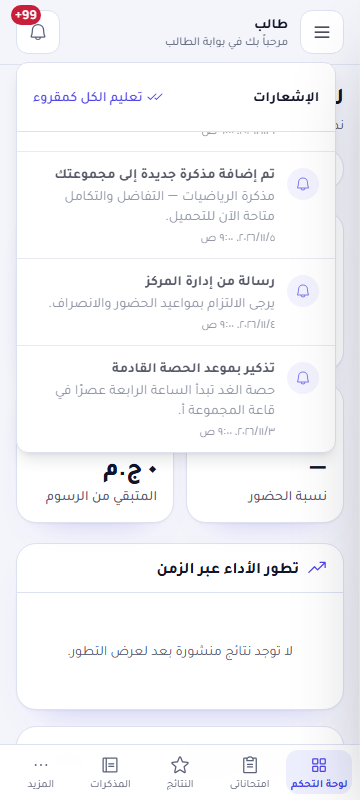 +99
طالب
مرحباً بك في بوابة الطالب
الإشعارات
تعليم الكل كمقروء
تم إضافة مذكرة جديدة إلى مجموعتك
مذكرة الرياضيات — التفاضل والتكامل
متاحة الآن للتحميل.
٥‏/١١‏/٢٠٢٦، ٩:٠٠ ص
رسالة من إدارة المركز
يرجى الالتزام بمواعيد الحضور والانصراف.
٤‏/١١‏/٢٠٢٦، ٩:٠٠ ص
تذكير بموعد الحصة القادمة
حصة الغد تبدأ الساعة الرابعة عصرًا في
قاعة المجموعة أ.
٣‏/١١‏/٢٠٢٦، ٩:٠٠ ص
—
نسبة الحضور
٠ ج.م
المتبقي من الرسوم
تطور الأداء عبر الزمن
لا توجد نتائج منشورة بعد لعرض التطور.
لوحة التحكم
امتحاناتي
النتائج
المذكرات
المزيد